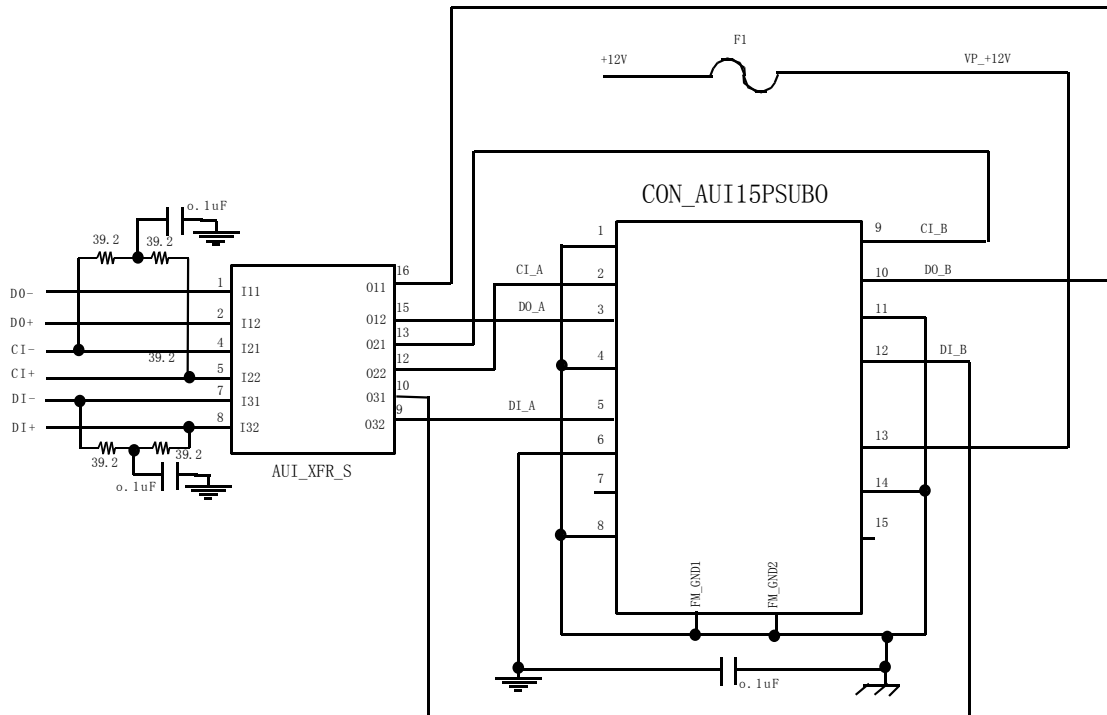 F1
+12V
VP_+12V
CON_AUI15PSUBO
o.1uF
39.2
39.2
1
9
CI_B
16
CI_A
2
10
DO_B
DO-
1
I11
O11
15
DO_A
3
11
DO+
2
I12
O12
13
CI-
4
I21
O21
12
4
12
DI_B
39.2
CI+
5
I22
O22
10
DI-
7
I31
O31
9
DI_A
5
DI+
8
I32
O32
6
13
39.2
39.2
AUI_XFR_S
o.1uF
7
14
8
15
FM_GND1
FM_GND2
o.1uF